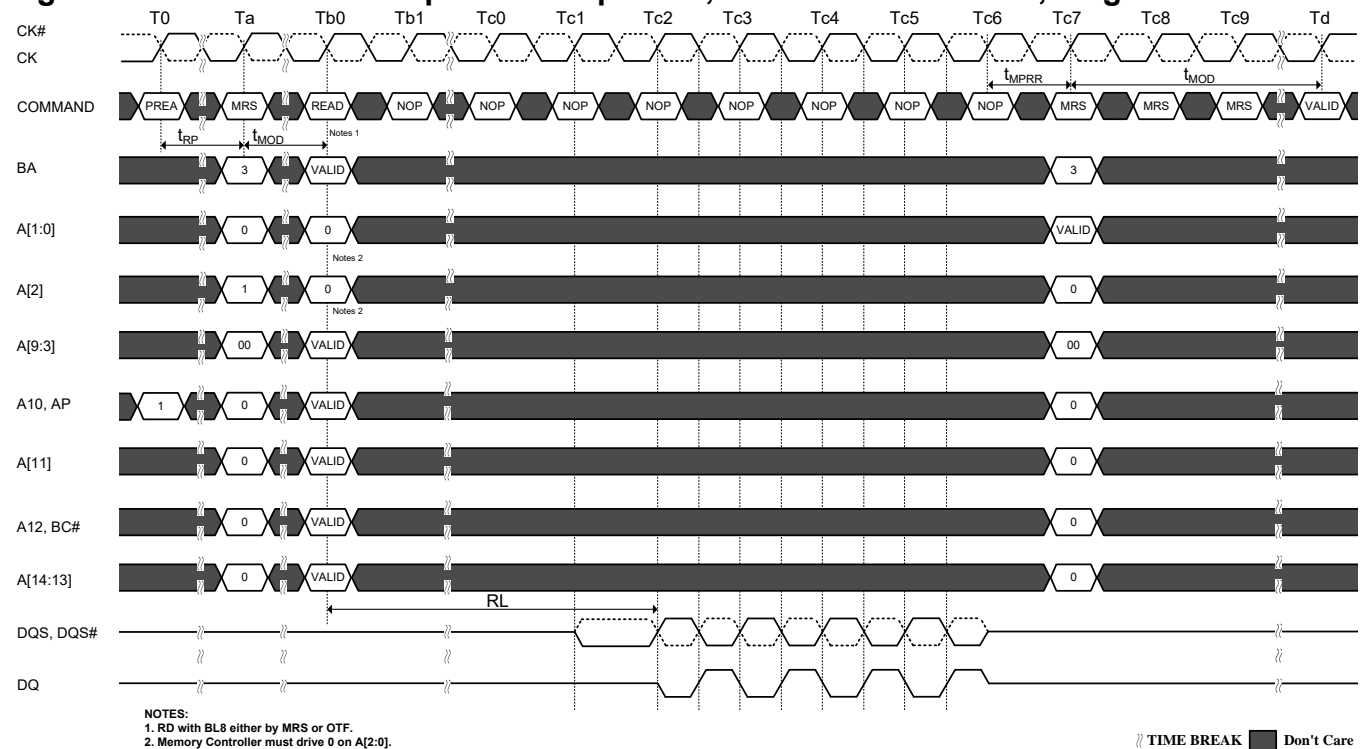 T0 Ta Tb0 Tb1 Tc0 Tc1 Tc2 Tc3 Tc4 Tc5 Tc6 Tc7 Tc8 Tc9 Td
CK#
CK
tMPRR tMOD
COMMAND PREA MRS READ NOP NOP NOP NOP NOP NOP NOP NOP MRS MRS MRS VALID
tRP tMOD Notes 1
BA 3 VALID 3
A[1:0] 0 0 VALID
Notes 2
A[2] 1 0 0
Notes 2
A[9:3] 00 VALID 00
A10, AP 1 0 VALID 0
A[11] 0 VALID 0
A12, BC# 0 VALID 0
A[14:13] 0 VALID 0
RL
DQS, DQS#
DQ
NOTES:
1. RD with BL8 either by MRS or OTF.
2. Memory Controller must drive 0 on A[2:0].
TIME BREAK Don't Care